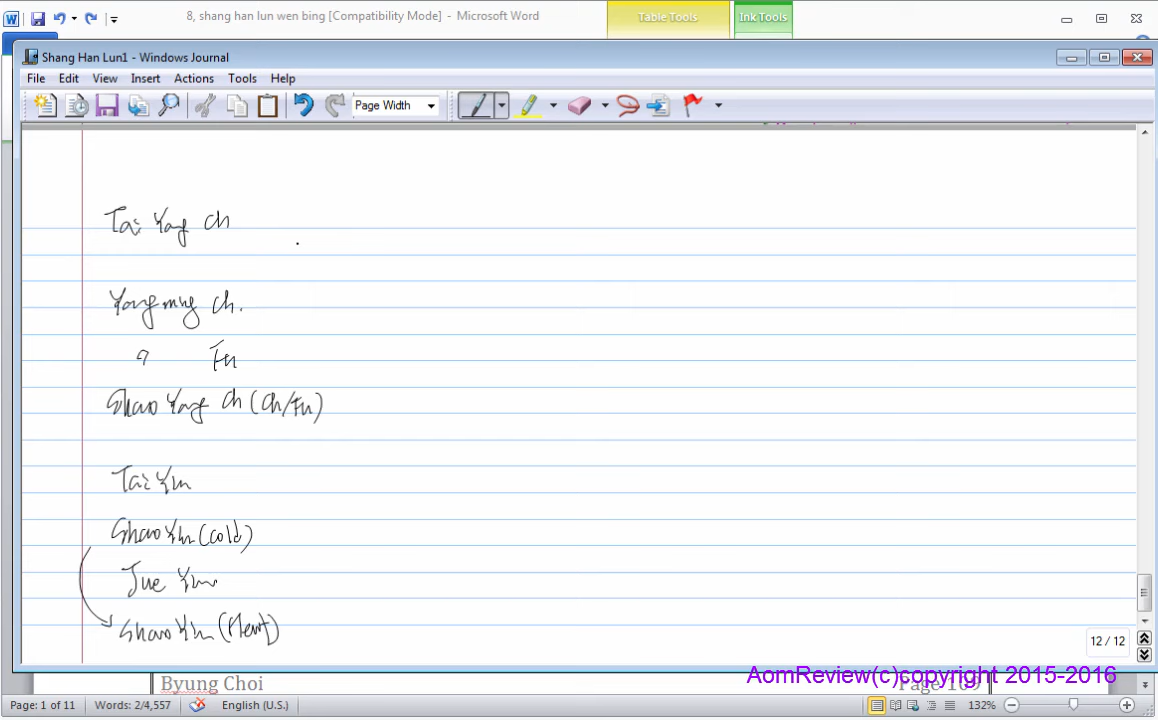 8, shang han lun wen bing [Compatibility Mode] - Microsoft Word
Table Tools
Ink Tools
Shang Han Lun1 - Windows Journal
File Edit View Insert Actions Tools Help
Page Width
Tai Yang Ch
Yangming Ch.
Fu
Shao Yang Ch (Ch/Fu)
Tai Yin
Shao Yin (cold)
Jue Yin
Shao Yin (Heat)
12 / 12
AomReview(c)copyright 2015-2016
Byung Choi
Page 169
Page: 1 of 11 Words: 2/4,557 English (U.S.) 132%